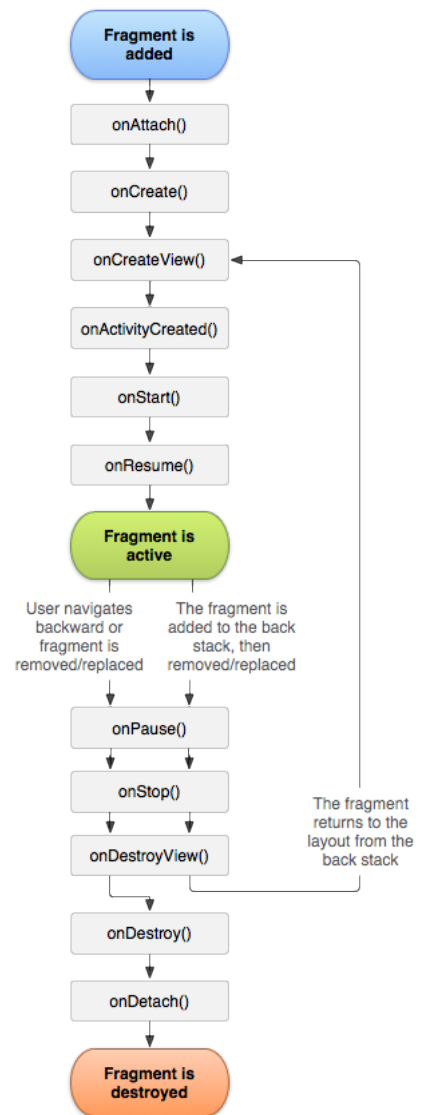 Fragment is
added
onAttach()
onCreate()
onCreateView()
onActivityCreated()
onStart()
onResume()
Fragment is
active
User navigates
backward or
fragment is
removed/replaced
The fragment is
added to the back
stack, then
removed/replaced
onPause()
onStop()
onDestroyView()
The fragment
returns to the
layout from the
back stack
onDestroy()
onDetach()
Fragment is
destroyed